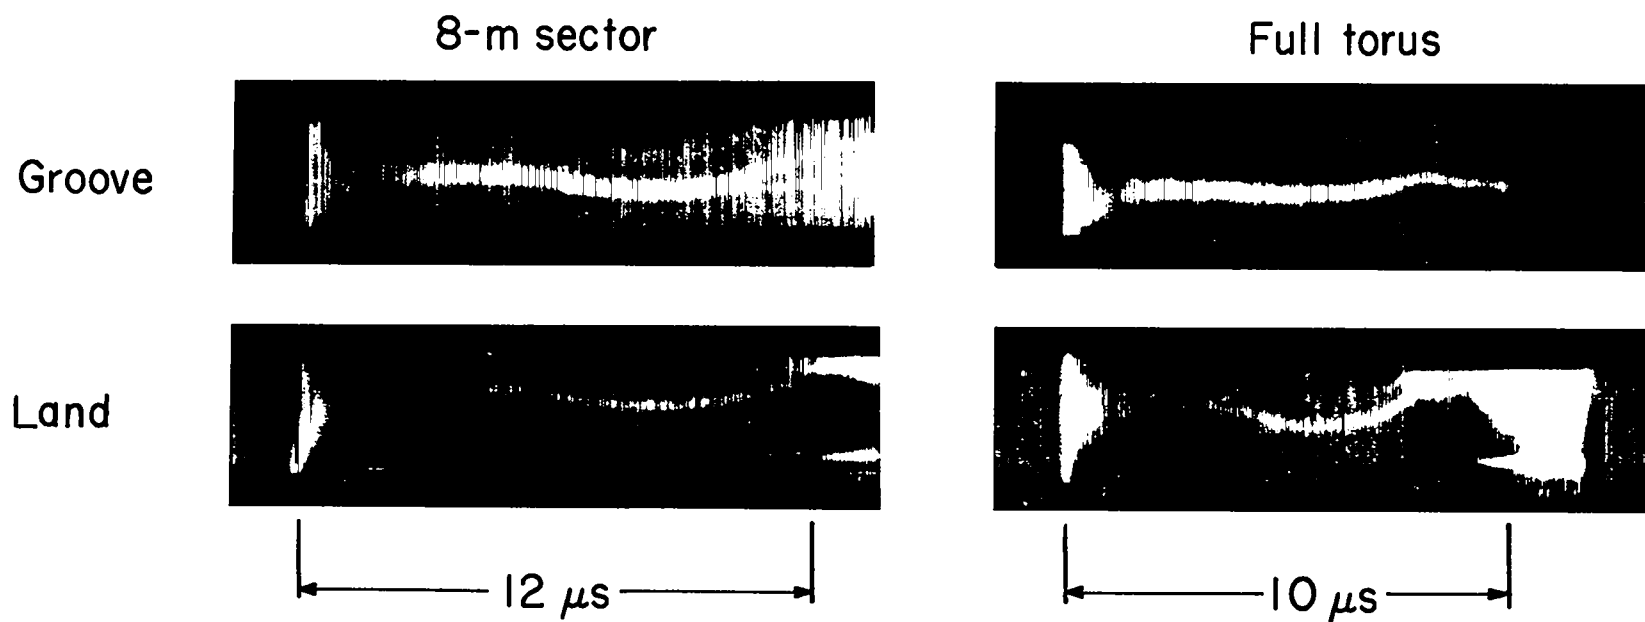 8-m sector
Full torus
Groove
Land
12 μs
10 μs